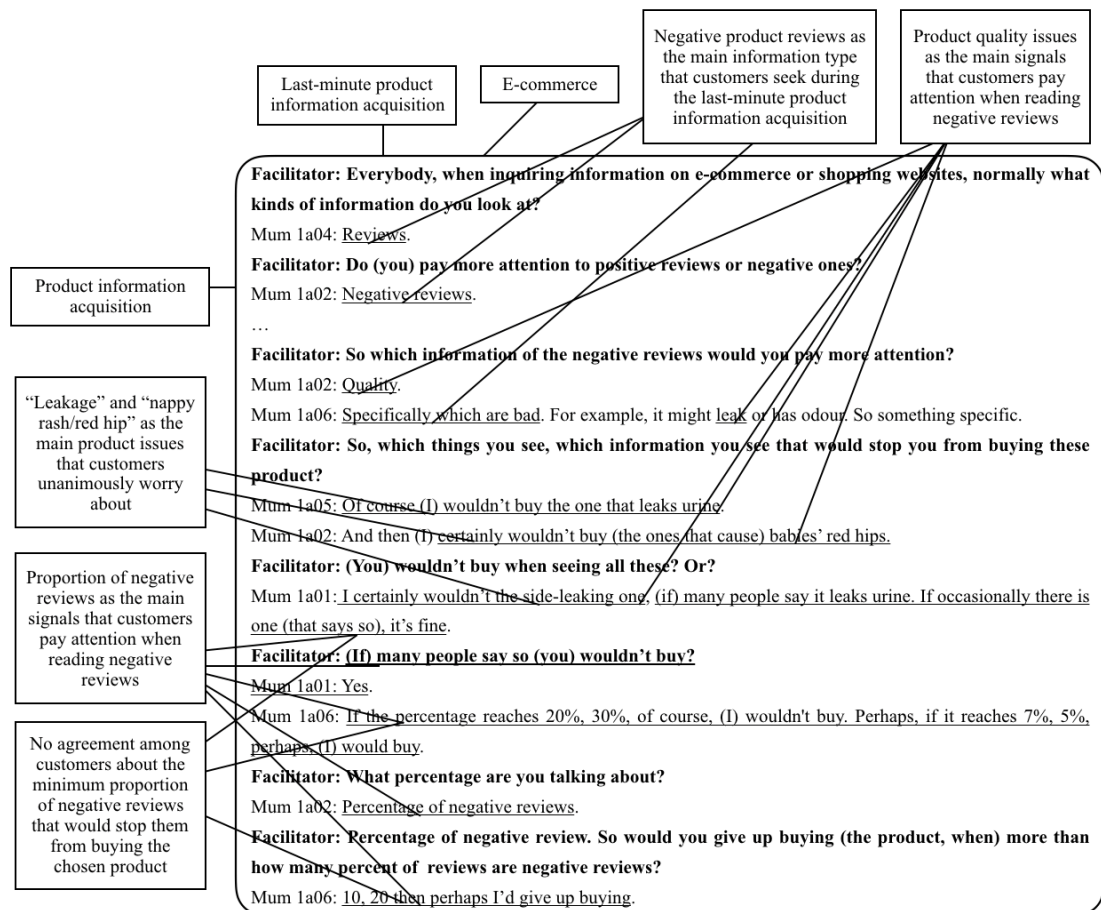 Negative product reviews as
the main information type
that customers seek during
the last-minute product
information acquisition
Product quality issues
as the main signals
that customers pay
attention when reading
negative reviews
Last-minute product
information acquisition
E-commerce
Facilitator: Everybody, when inquiring information on e-commerce or shopping websites, normally what
kinds of information do you look at?
Mum 1a04: Reviews.
Facilitator: Do (you) pay more attention to positive reviews or negative ones?
Mum 1a02: Negative reviews.
…
Facilitator: So which information of the negative reviews would you pay more attention?
Mum 1a02: Quality.
Mum 1a06: Specifically which are bad. For example, it might leak or has odour. So something specific.
Facilitator: So, which things you see, which information you see that would stop you from buying these
product?
Mum 1a05: Of course (I) wouldn’t buy the one that leaks urine.
Mum 1a02: And then (I) certainly wouldn’t buy (the ones that cause) babies’ red hips.
Facilitator: (You) wouldn’t buy when seeing all these? Or?
Mum 1a01: I certainly wouldn’t the side-leaking one, (if) many people say it leaks urine. If occasionally there is
one (that says so), it’s fine.
Facilitator: (If) many people say so (you) wouldn’t buy?
Mum 1a01: Yes.
Mum 1a06: If the percentage reaches 20%, 30%, of course, (I) wouldn't buy. Perhaps, if it reaches 7%, 5%,
perhaps, (I) would buy.
Facilitator: What percentage are you talking about?
Mum 1a02: Percentage of negative reviews.
Facilitator: Percentage of negative review. So would you give up buying (the product, when) more than
how many percent of reviews are negative reviews?
Mum 1a06: 10, 20 then perhaps I’d give up buying.
Product information
acquisition
“Leakage” and “nappy
rash/red hip” as the
main product issues
that customers
unanimously worry
about
Proportion of negative
reviews as the main
signals that customers
pay attention when
reading negative
reviews
No agreement among
customers about the
minimum proportion
of negative reviews
that would stop them
from buying the
chosen product